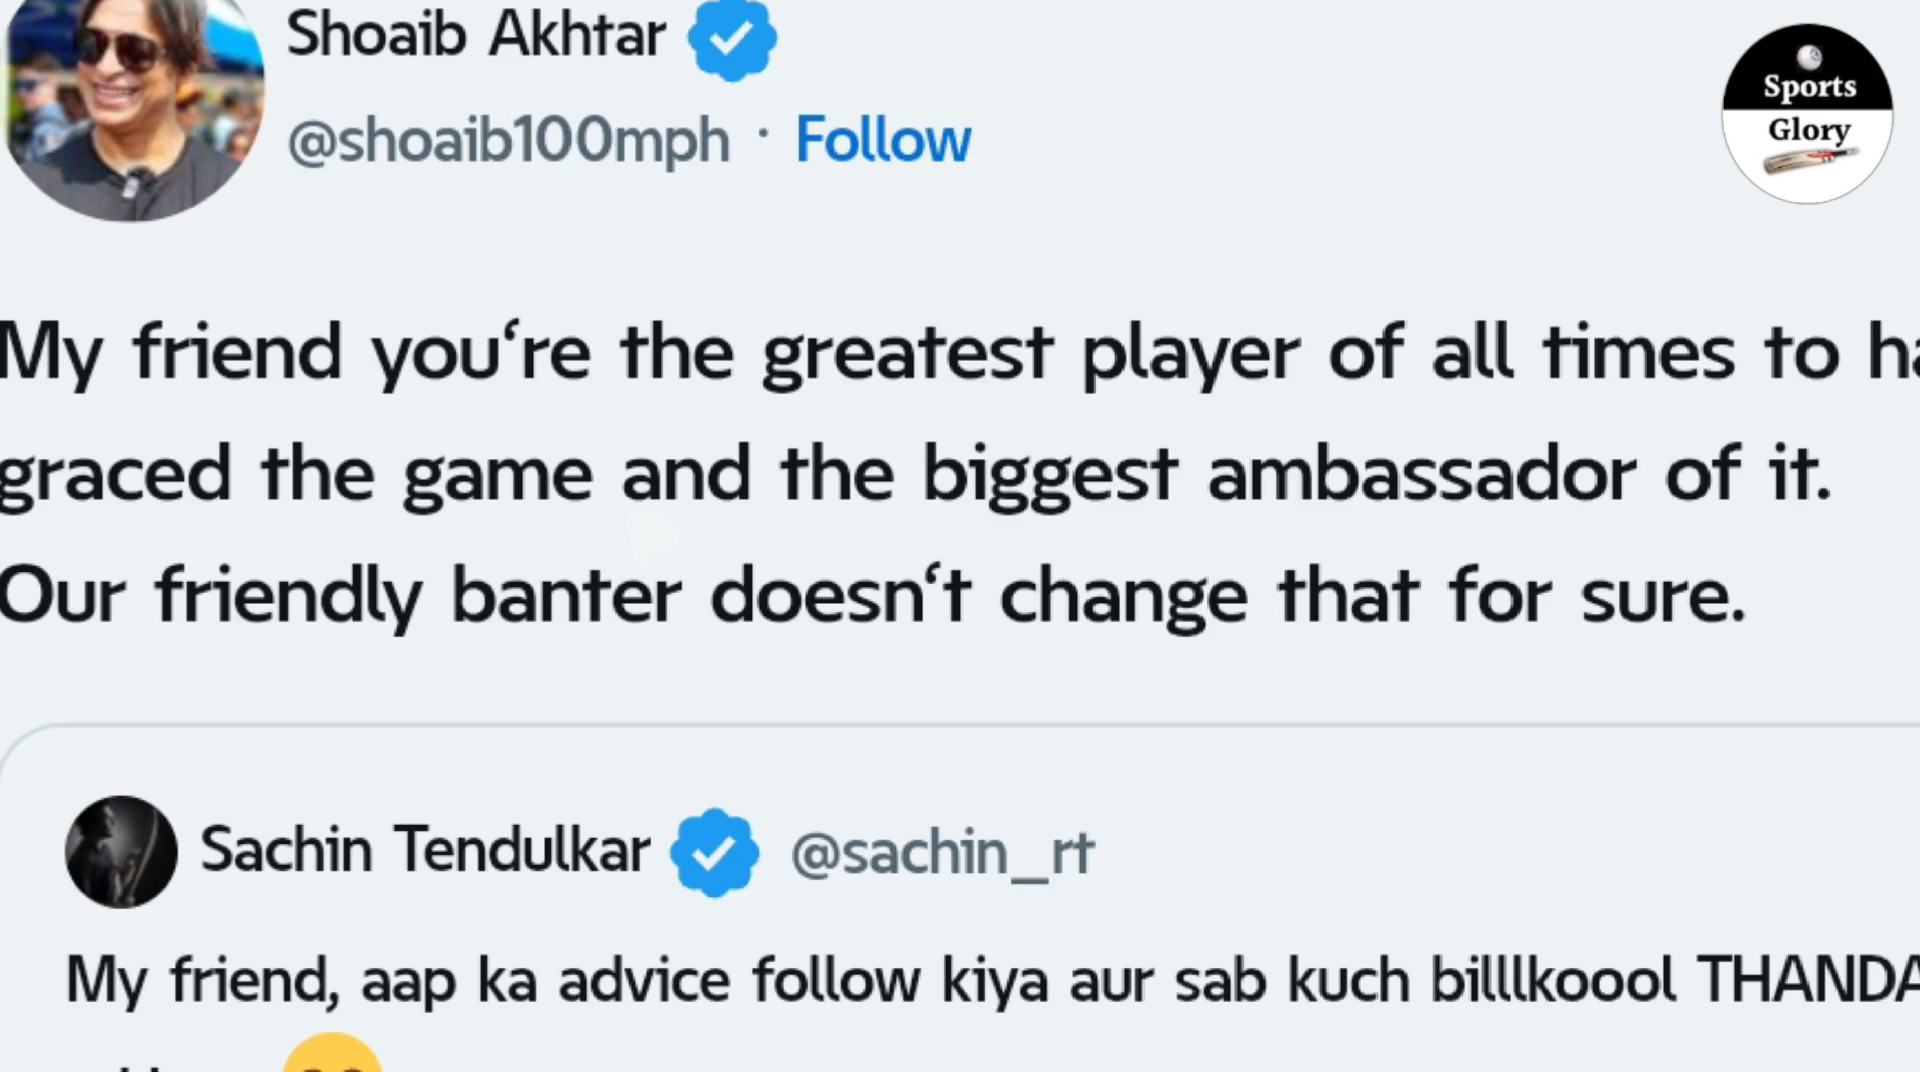 Shoaib Akhtar
@shoaib100mph · Follow
Sports
Glory
My friend you‘re the greatest player of all times to
graced the game and the biggest ambassador of it.
Our friendly banter doesn‘t change that for sure.
Sachin Tendulkar @sachin_rt
My friend, aap ka advice follow kiya aur sab kuch billlkoool THANDA